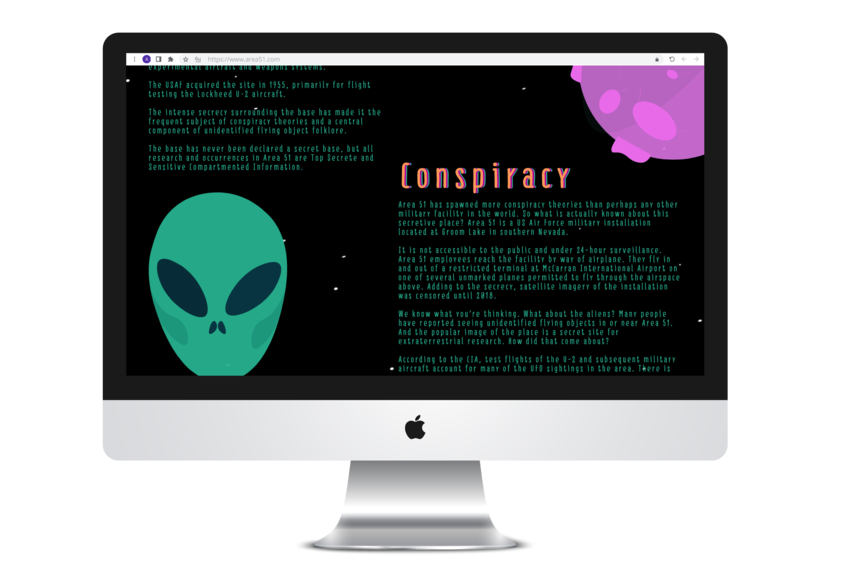 https://www.area51.com
experimental aircraft and weapons systems.
The USAF acquired the site in 1955, primarily for flight
testing the Lockheed U-2 aircraft.
The intense secrecy surrounding the base has made it the
frequent subject of conspiracy theories and a central
component of unidentified flying object folklore.
The base has never been declared a secret base, but all
research and occurrences in Area 51 are Top Secrete and
Sensitive Compartmented Information.
Conspiracy
Area 51 has spawned more conspiracy theories than perhaps any other
military facility in the world. So what is actually known about this
secretive place? Area 51 is a US Air Force military installation
located at Groom Lake in southern Nevada.
It is not accessible to the public and under 24-hour surveillance.
Area 51 employees reach the facility by way of airplane. They fly in
and out of a restricted terminal at McCarran International Airport on
one of several unmarked planes permitted to fly through the airspace
above. Adding to the secrecy, satellite imagery of the installation
was censored until 2018.
We know what you're thinking. What about the aliens? Many people
have reported seeing unidentified flying objects in or near Area 51.
And the popular image of the place is a secret site for
extraterrestrial research. How did that come about?
According to the CIA, test flights of the U-2 and subsequent military
aircraft account for many of the UFO sightings in the area. There is